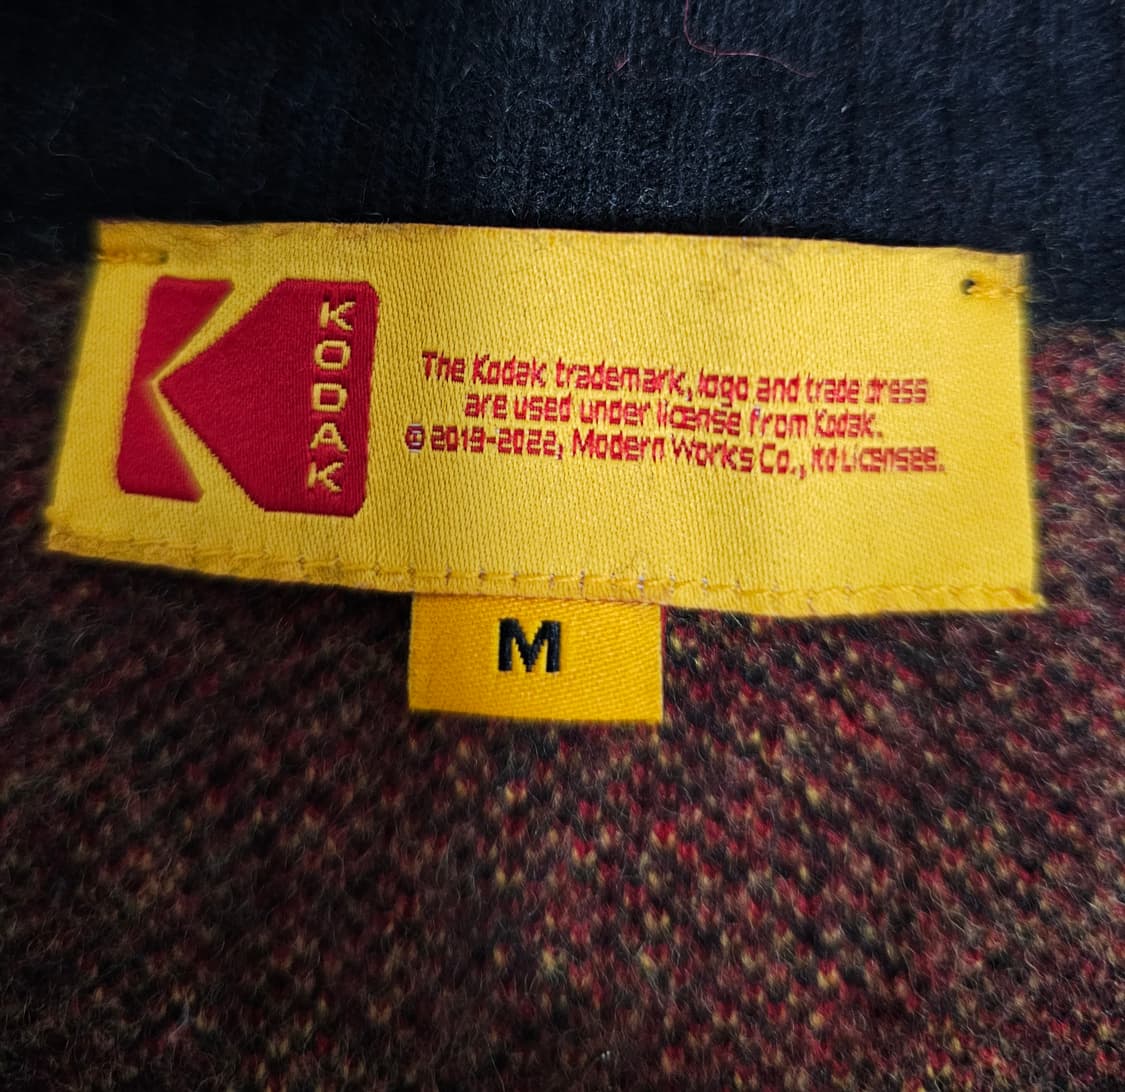 KODAK
The Kodak trademark, logo and trade dress
are used under license from Kodak.
© 2019-2022, Modern Works Co., ltd Licensee.
M